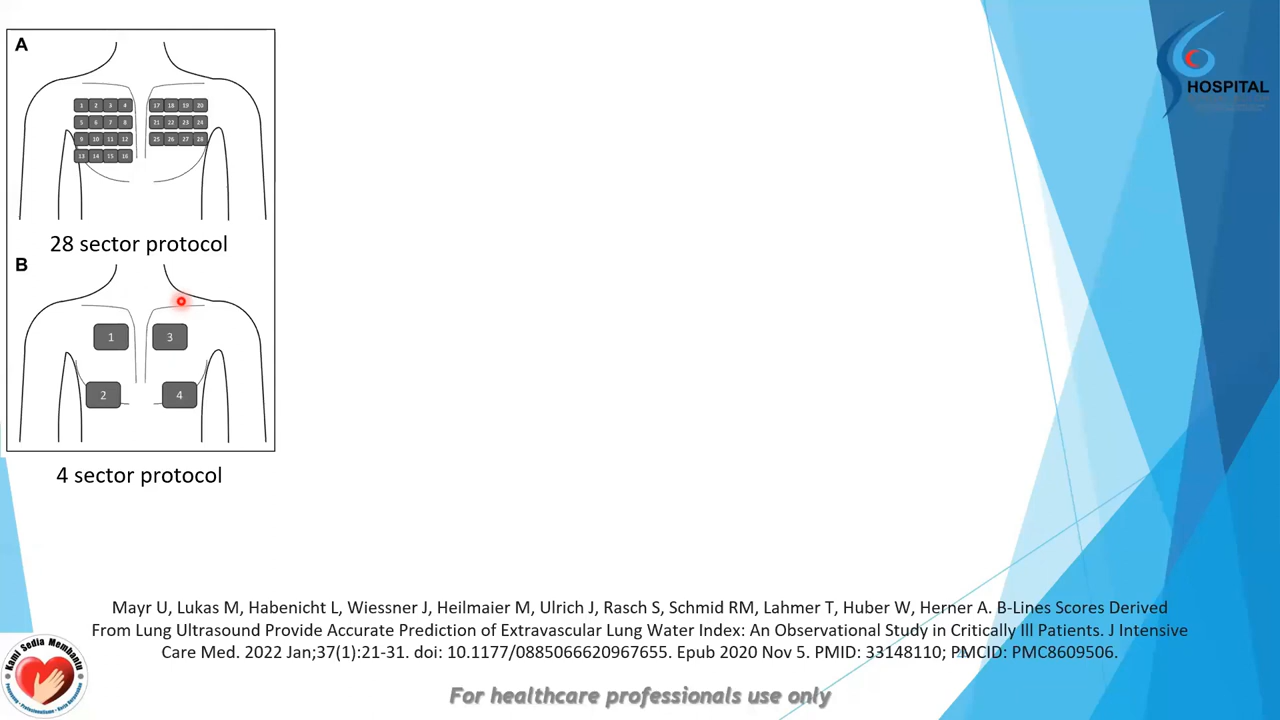 A
1 2 3 4 17 18 19 20
5 6 7 8 21 22 23 24
9 10 11 12 25 26 27 28
13 14 15 16
28 sector protocol
B
1 3
2 4
4 sector protocol
HOSPITAL
Mayr U, Lukas M, Habenicht L, Wiessner J, Heilmaier M, Ulrich J, Rasch S, Schmid RM, Lahmer T, Huber W, Herner A. B-Lines Scores Derived
From Lung Ultrasound Provide Accurate Prediction of Extravascular Lung Water Index: An Observational Study in Critically Ill Patients. J Intensive
Care Med. 2022 Jan;37(1):21-31. doi: 10.1177/0885066620967655. Epub 2020 Nov 5. PMID: 33148110; PMCID: PMC8609506.
Kami Sedia Membantu
For healthcare professionals use only